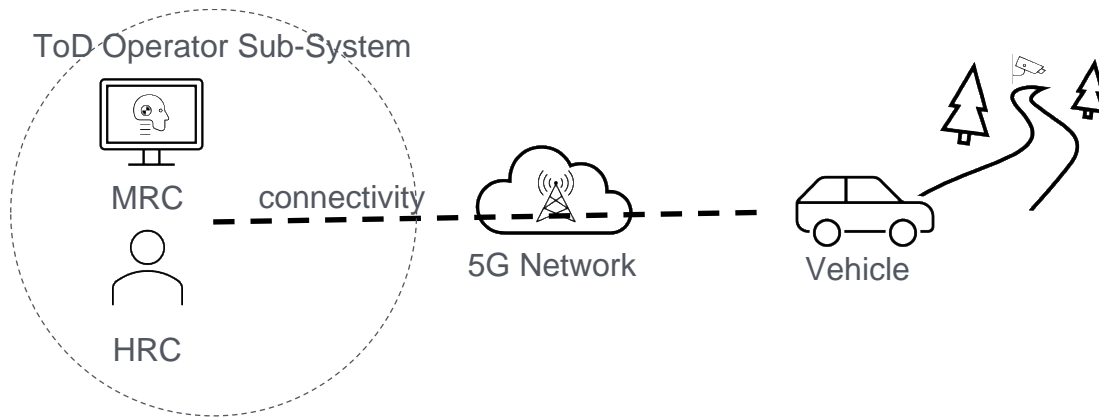 ToD Operator Sub-System
MRC
connectivity
HRC
5G Network
Vehicle